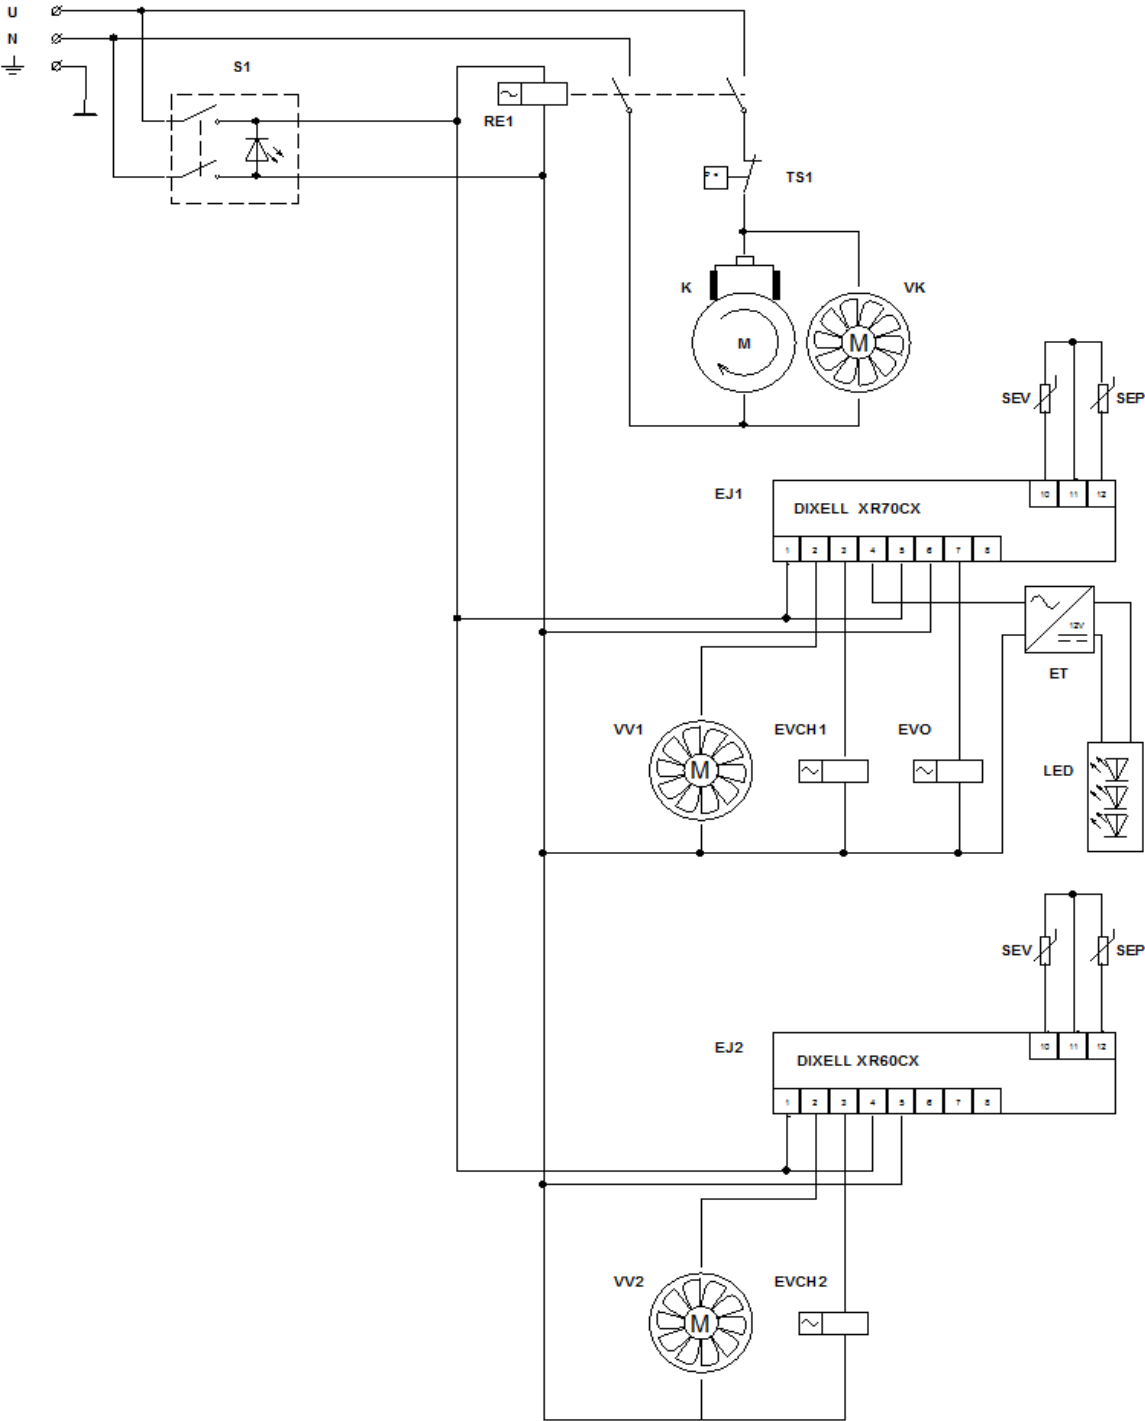 U
N
S1
RE1
P
TS1
K
VK
M
M
SEV
SEP
EJ1
DIXELL XR70CX
10 11 12
1 2 3 4 5 6 7 8
12V
ET
VV1
EVCH1
EVO
M
LED
SEV
SEP
EJ2
DIXELL XR60CX
10 11 12
1 2 3 4 5 6 7 8
VV2
EVCH2
M